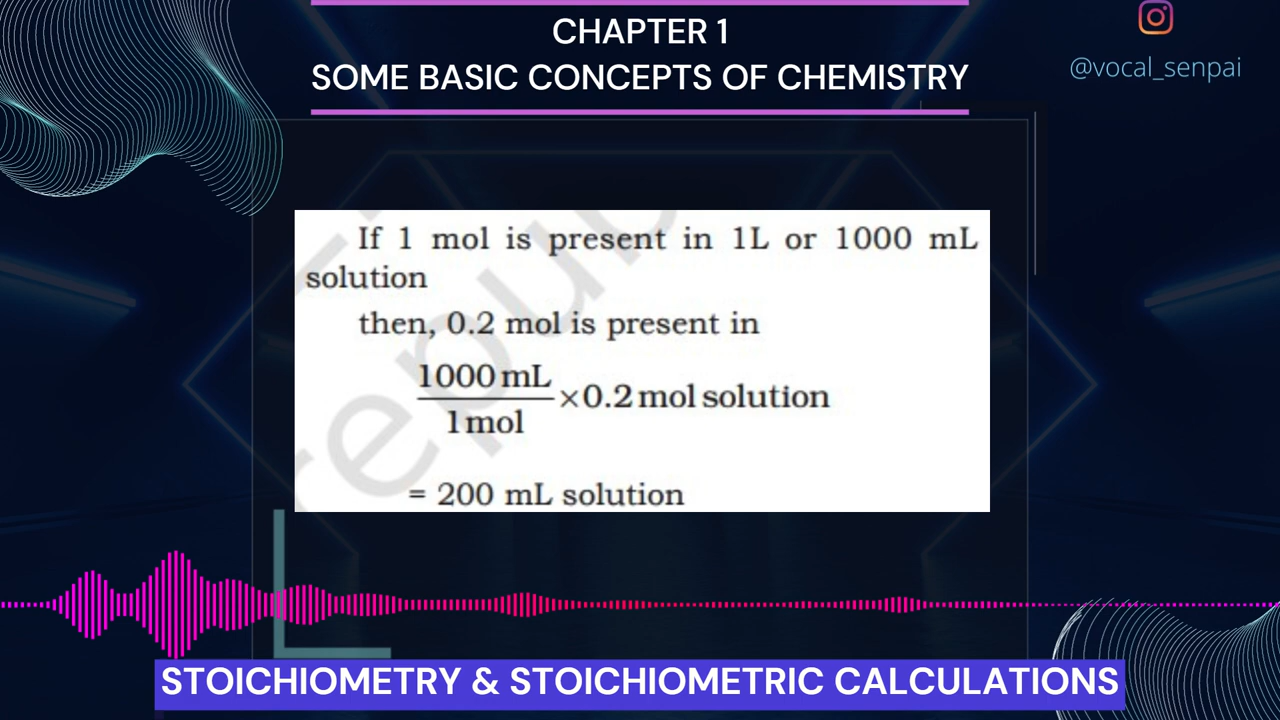 CHAPTER 1
SOME BASIC CONCEPTS OF CHEMISTRY
@vocal_senpai
If 1 mol is present in 1L or 1000 mL
solution
then, 0.2 mol is present in
1000 mL
1 mol
×0.2 mol solution
= 200 mL solution
STOICHIOMETRY & STOICHIOMETRIC CALCULATIONS